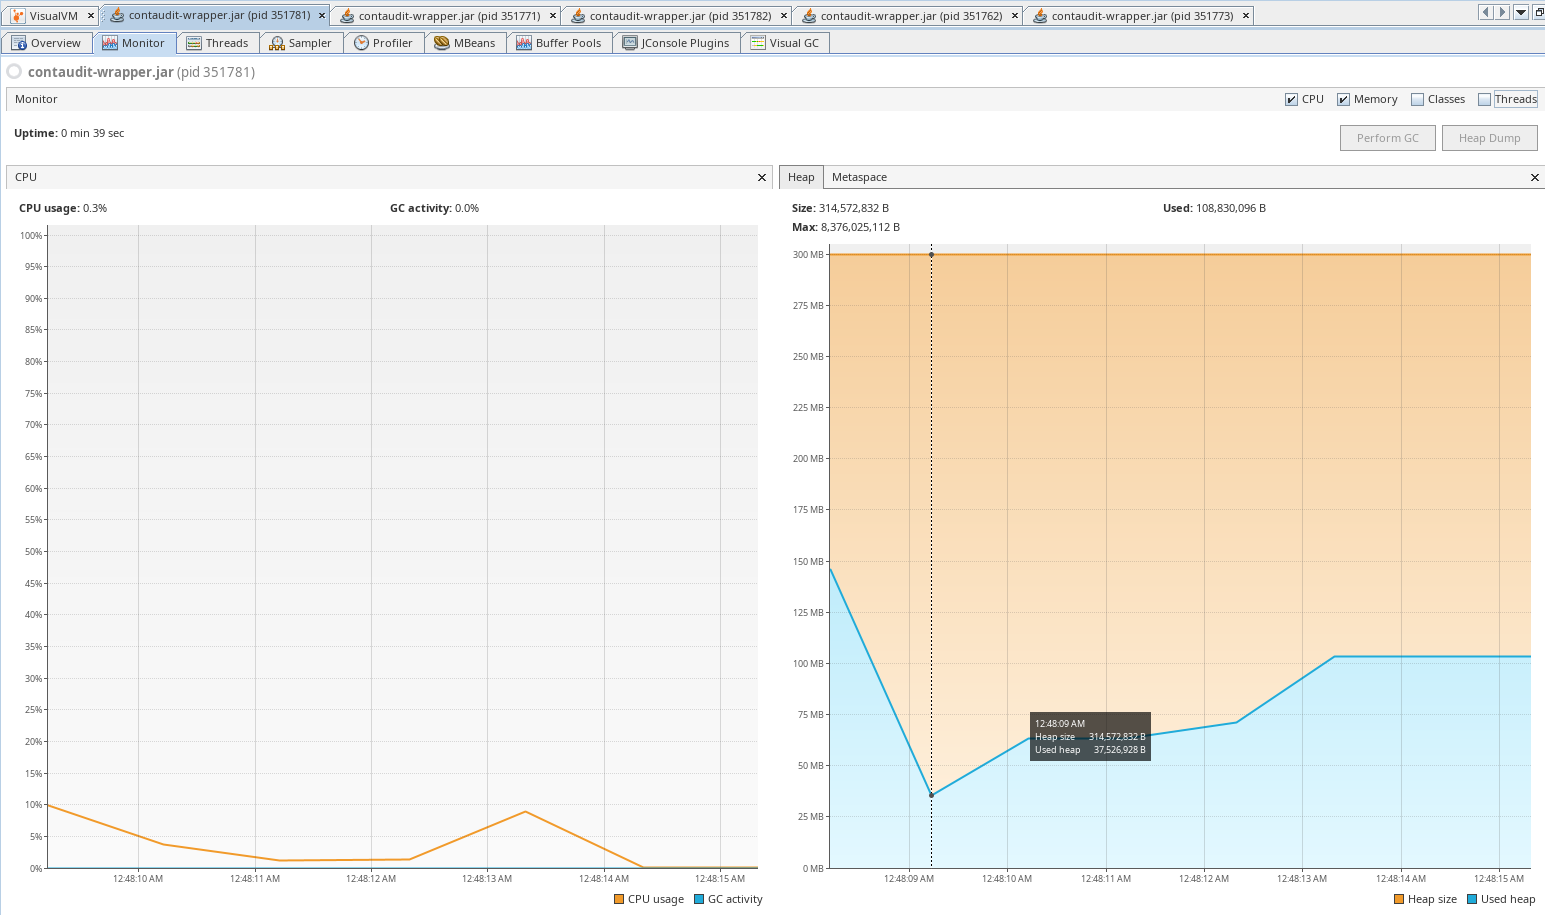 VisualVM
contaudit-wrapper.jar (pid 351781)
contaudit-wrapper.jar (pid 351771)
contaudit-wrapper.jar (pid 351782)
contaudit-wrapper.jar (pid 351762)
contaudit-wrapper.jar (pid 351773)
Overview Monitor Threads Sampler Profiler MBeans Buffer Pools JConsole Plugins Visual GC
contaudit-wrapper.jar (pid 351781)
Monitor
CPU Memory Classes Threads
Uptime: 0 min 39 sec
Perform GC Heap Dump
CPU
CPU usage: 0.3% GC activity: 0.0%
100%
95%
90%
85%
80%
75%
70%
65%
60%
55%
50%
45%
40%
35%
30%
25%
20%
15%
10%
5%
0%
12:48:10 AM 12:48:11 AM 12:48:12 AM 12:48:13 AM 12:48:14 AM 12:48:15 AM
CPU usage GC activity
Heap Metaspace
Size: 314,572,832 B Used: 108,830,096 B
Max: 8,376,025,112 B
300 MB
275 MB
250 MB
225 MB
200 MB
175 MB
150 MB
125 MB
100 MB
75 MB
50 MB
25 MB
0 MB
12:48:09 AM
Heap size 314,572,832 B
Used heap 37,526,928 B
12:48:09 AM 12:48:10 AM 12:48:11 AM 12:48:12 AM 12:48:13 AM 12:48:14 AM 12:48:15 AM
Heap size Used heap